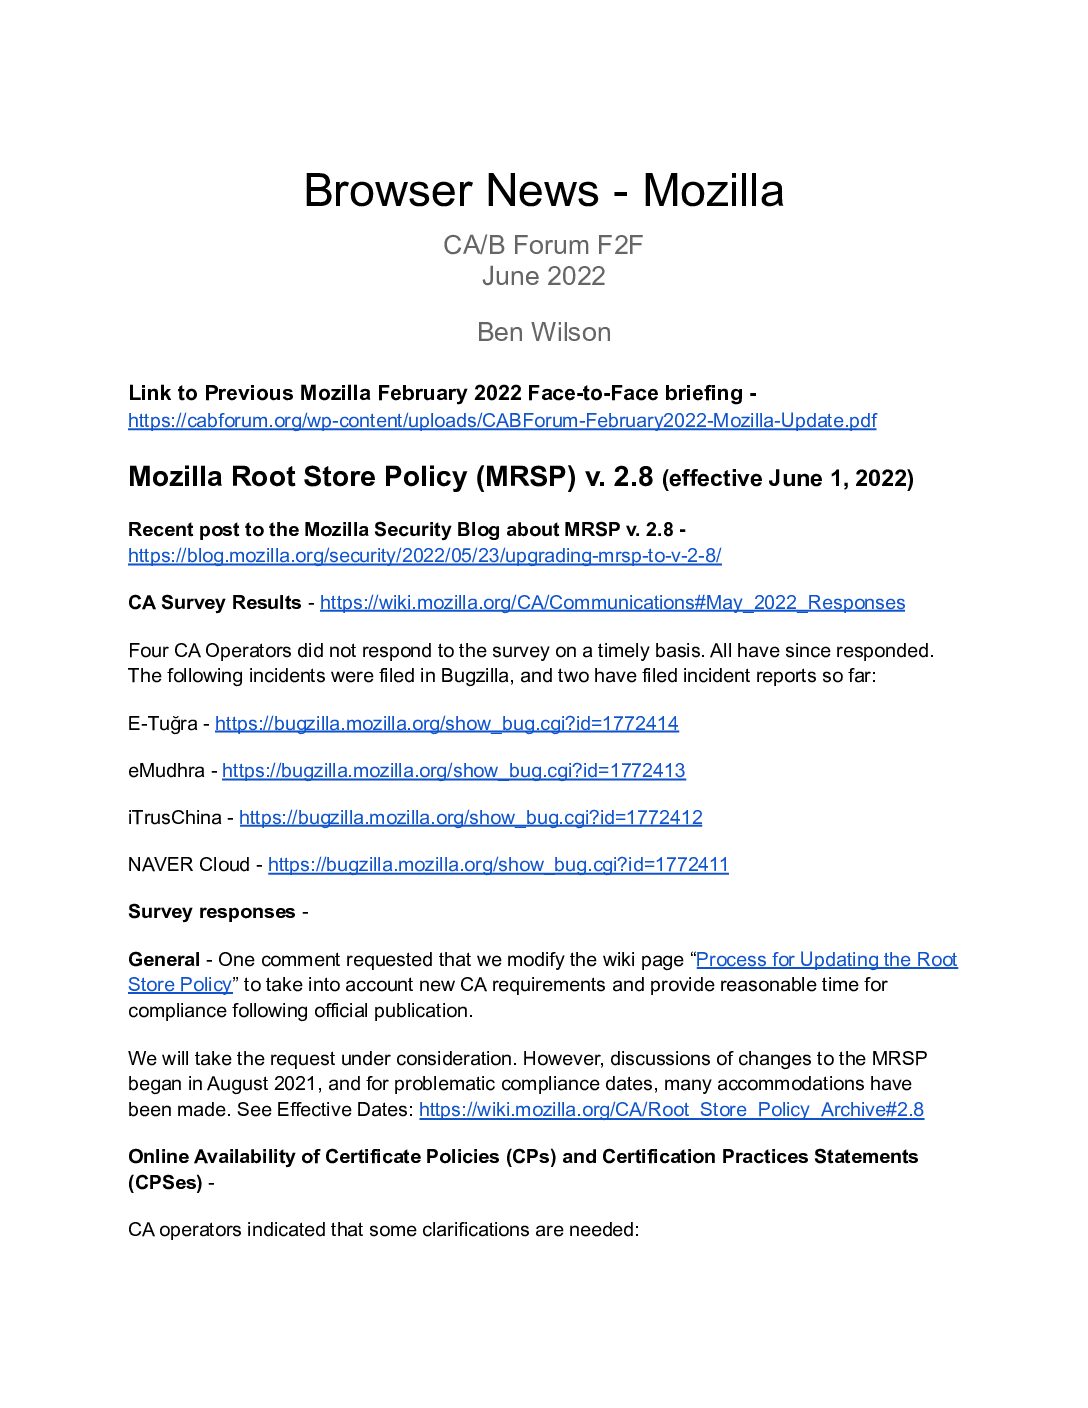 Browser News - Mozilla
CA/B Forum F2F
June 2022
Ben Wilson
Link to Previous Mozilla February 2022 Face-to-Face briefing -
https://cabforum.org/wp-content/uploads/CABForum-February2022-Mozilla-Update.pdf
Mozilla Root Store Policy (MRSP) v. 2.8 (effective June 1, 2022)
Recent post to the Mozilla Security Blog about MRSP v. 2.8 -
https://blog.mozilla.org/security/2022/05/23/upgrading-mrsp-to-v-2-8/
CA Survey Results - https://wiki.mozilla.org/CA/Communications#May_2022_Responses
Four CA Operators did not respond to the survey on a timely basis. All have since responded.
The following incidents were filed in Bugzilla, and two have filed incident reports so far:
E-Tuğra - https://bugzilla.mozilla.org/show_bug.cgi?id=1772414
eMudhra - https://bugzilla.mozilla.org/show_bug.cgi?id=1772413
iTrusChina - https://bugzilla.mozilla.org/show_bug.cgi?id=1772412
NAVER Cloud - https://bugzilla.mozilla.org/show_bug.cgi?id=1772411
Survey responses -
General - One comment requested that we modify the wiki page “Process for Updating the Root
Store Policy” to take into account new CA requirements and provide reasonable time for
compliance following official publication.
We will take the request under consideration. However, discussions of changes to the MRSP
began in August 2021, and for problematic compliance dates, many accommodations have
been made. See Effective Dates: https://wiki.mozilla.org/CA/Root_Store_Policy_Archive#2.8
Online Availability of Certificate Policies (CPs) and Certification Practices Statements
(CPSes) -
CA operators indicated that some clarifications are needed: